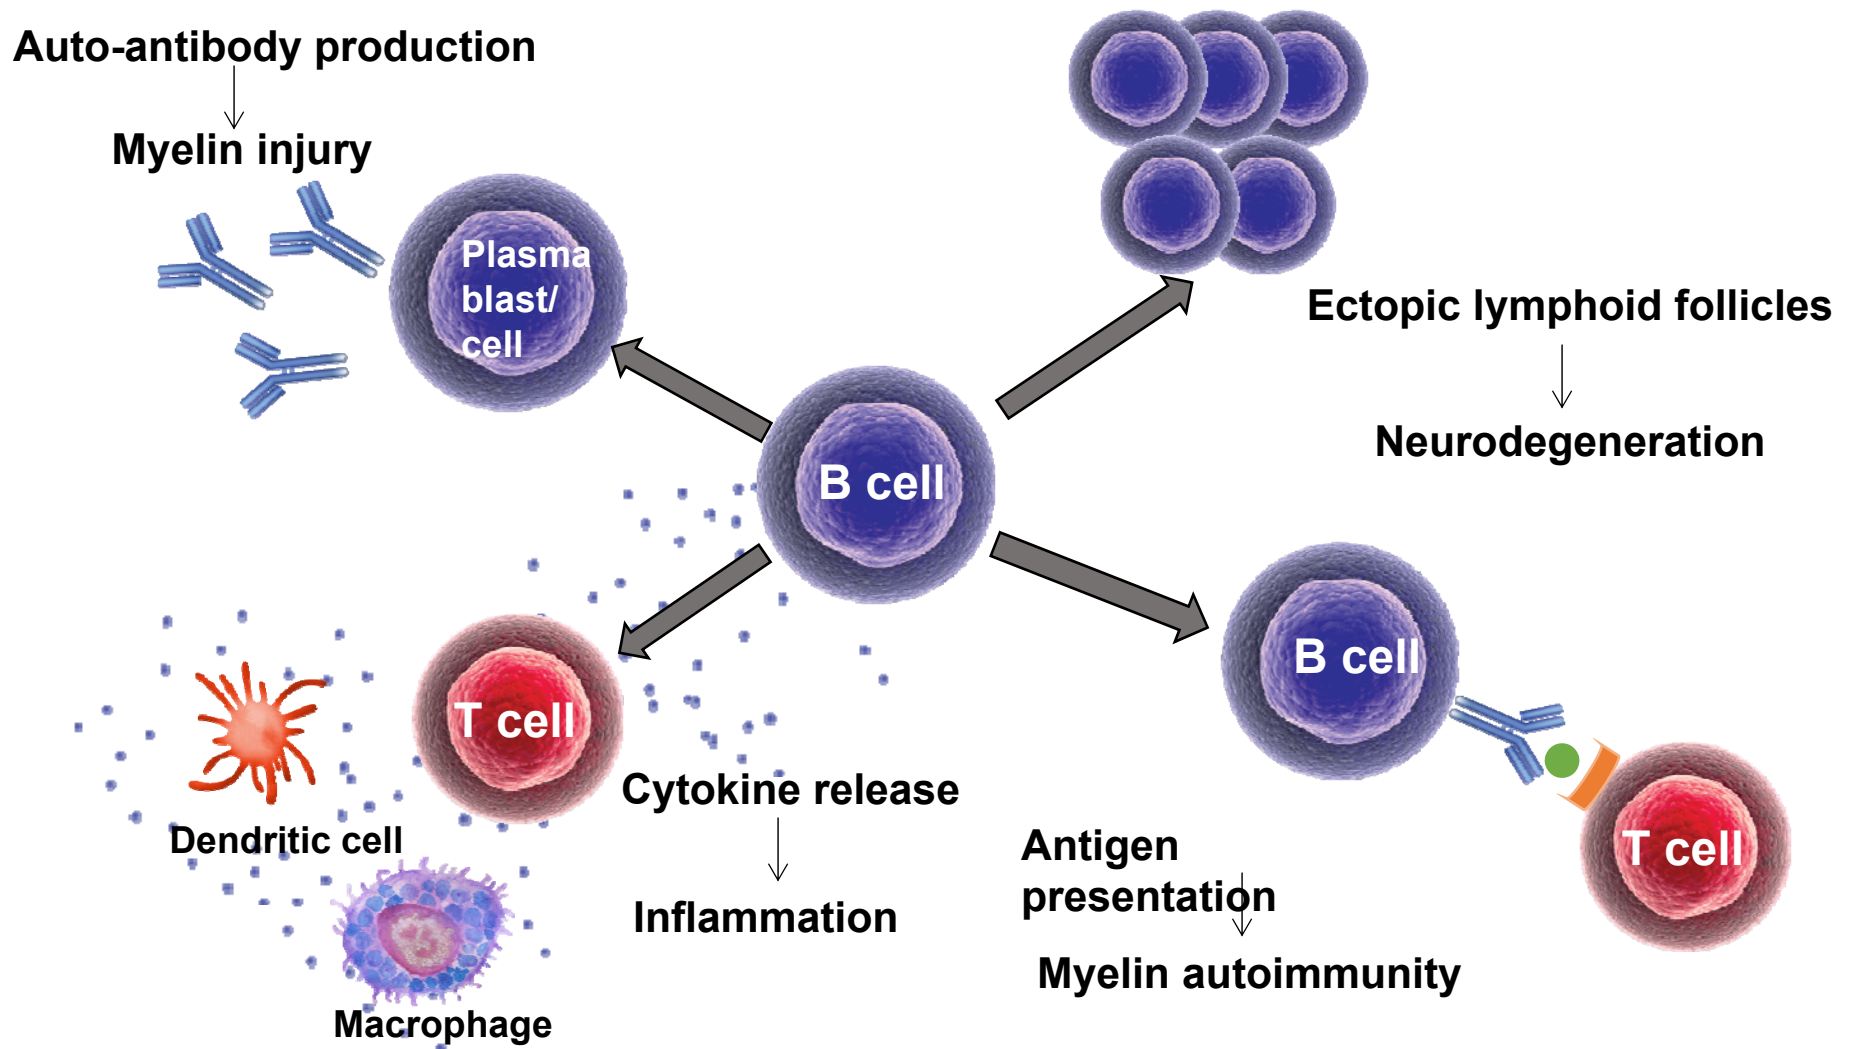 Auto-antibody production
Myelin injury
Plasma
blast/
cell
Ectopic lymphoid follicles
Neurodegeneration
B cell
B cell
T cell
T cell
Cytokine release
Inflammation
Dendritic cell
Macrophage
Antigen
presentation
Myelin autoimmunity